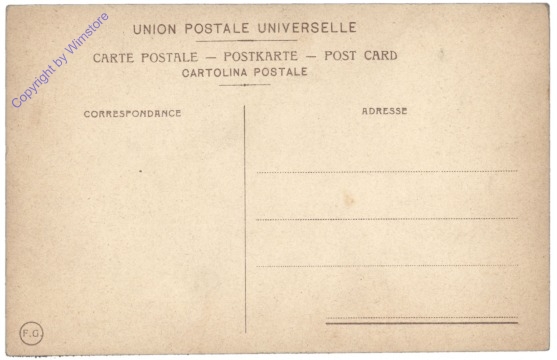 UNION POSTALE UNIVERSELLE
CARTE POSTALE — POSTKARTE — POST CARD
CARTOLINA POSTALE
CORRESPONDANCE
ADRESSE
F.G.
Copyright by Wimstore